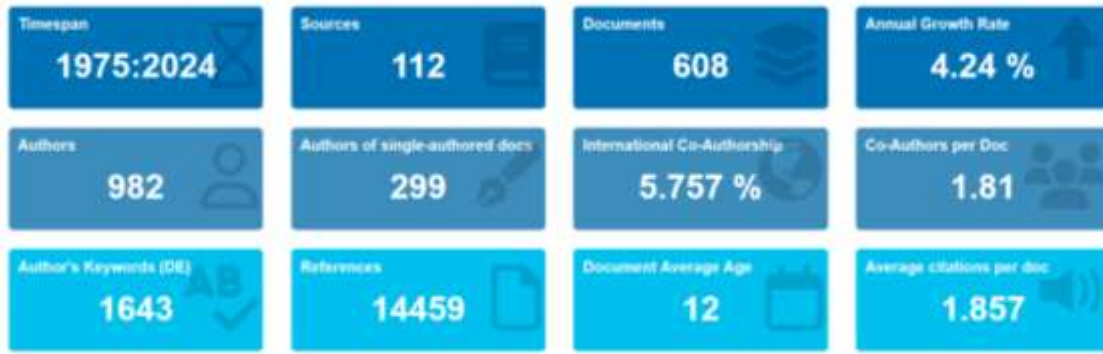 Timespan
1975:2024
Sources
112
Documents
608
Annual Growth Rate
4.24 %
Authors
982
Authors of single-authored docs
299
International Co-Authorship
5.757 %
Co-Authors per Doc
1.81
Author's Keywords (DE)
AB
1643
References
14459
Document Average Age
12
Average citations per doc
1.857